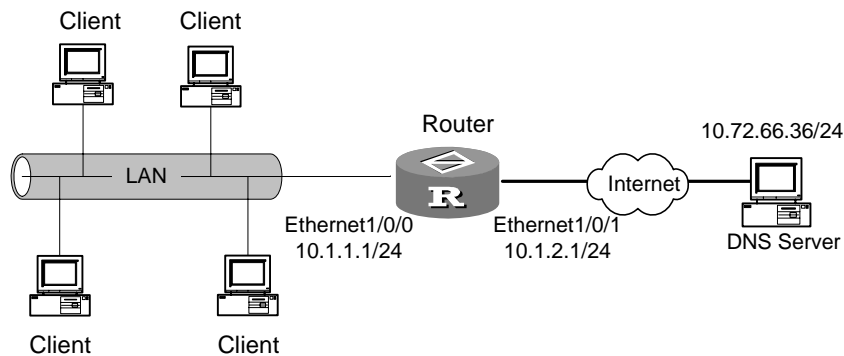 Client
Client
Router
10.72.66.36/24
LAN
Internet
R
Ethernet1/0/0
10.1.1.1/24
Ethernet1/0/1
10.1.2.1/24
DNS Server
Client
Client